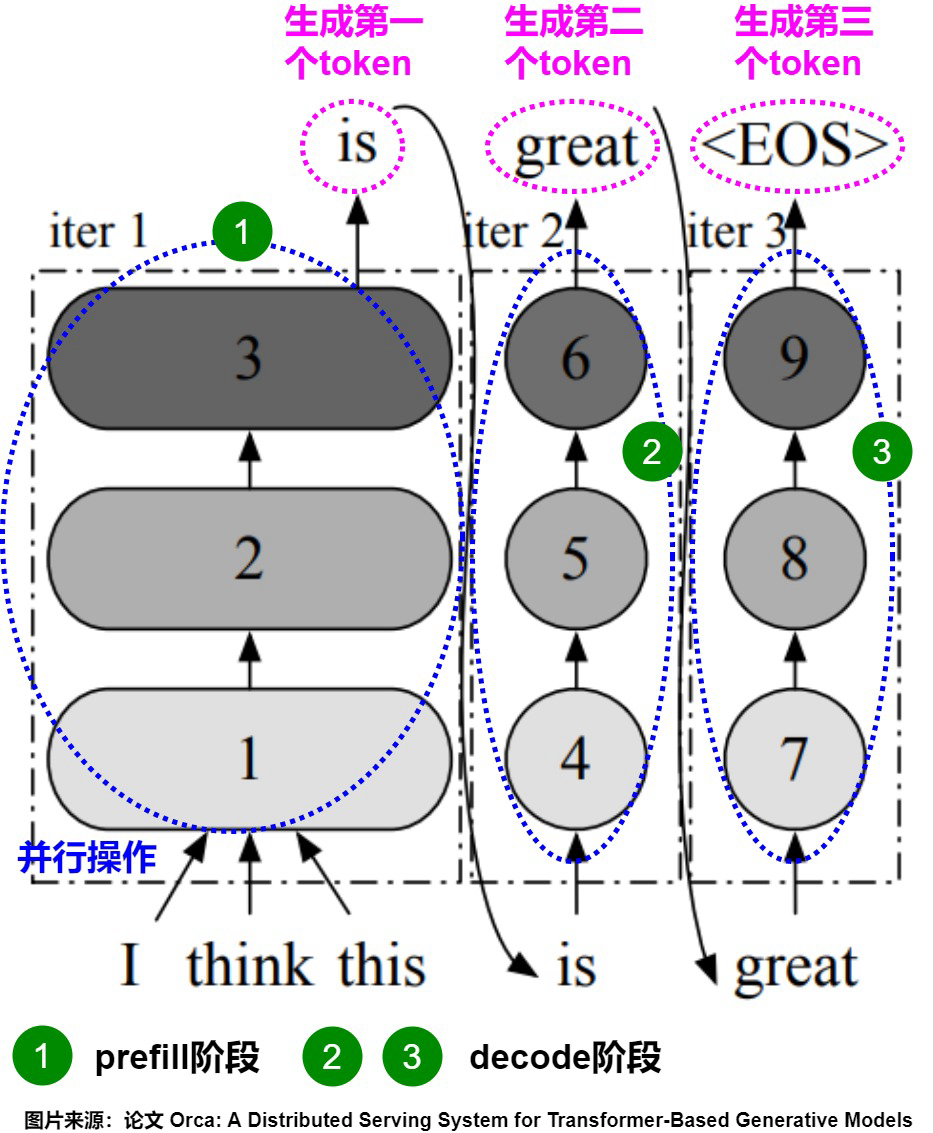 生成第一
个token
生成第二
个token
生成第三
个token
is
great
<EOS>
iter 1
1
iter 2
iter 3
3
6
9
2
3
2
5
8
1
4
7
并行操作
I think this
is
great
1 prefill阶段 2 3 decode阶段
图片来源：论文 Orca: A Distributed Serving System for Transformer-Based Generative Models